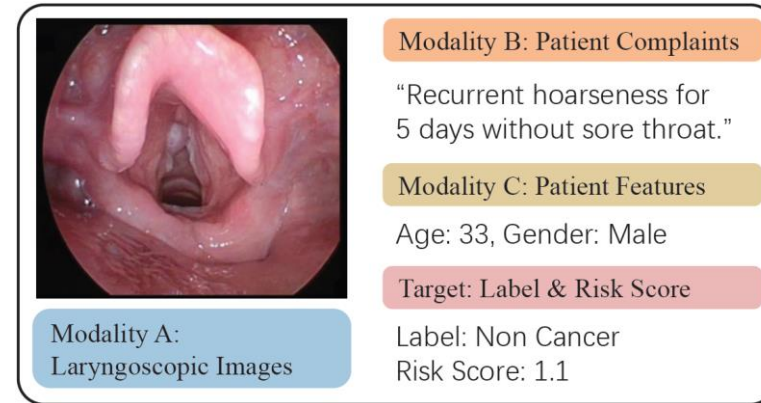 Modality B: Patient Complaints
“Recurrent hoarseness for
5 days without sore throat.”
Modality C: Patient Features
Age: 33, Gender: Male
Target: Label & Risk Score
Label: Non Cancer
Risk Score: 1.1
Modality A:
Laryngoscopic Images